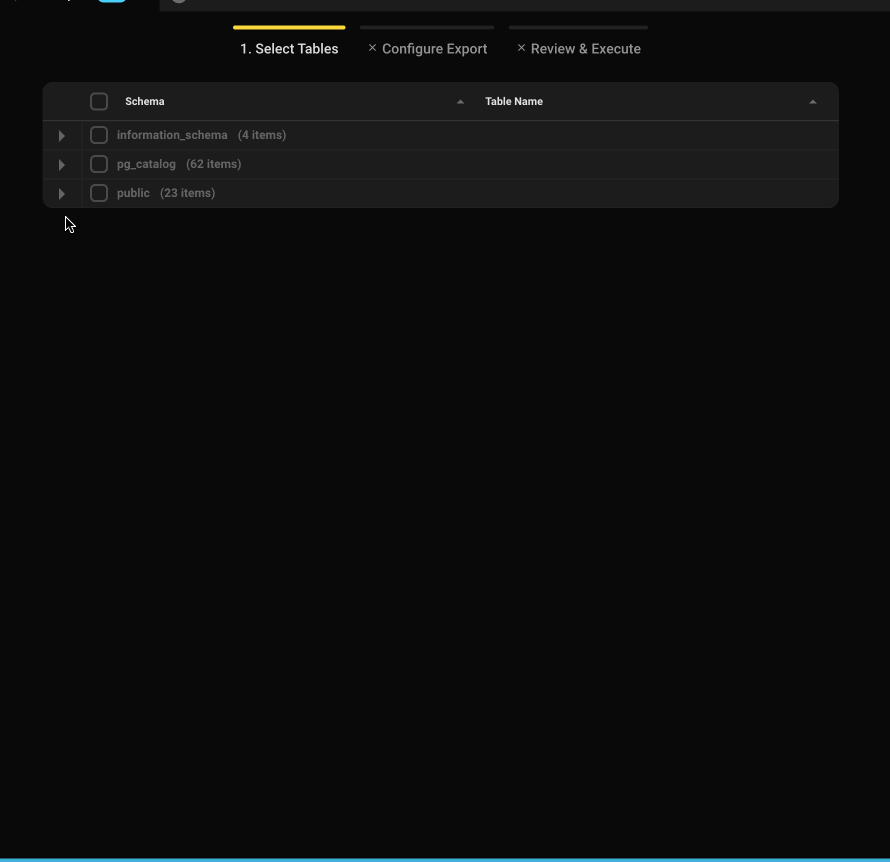 1. Select Tables × Configure Export × Review & Execute
Schema Table Name
information_schema (4 items)
pg_catalog (62 items)
public (23 items)